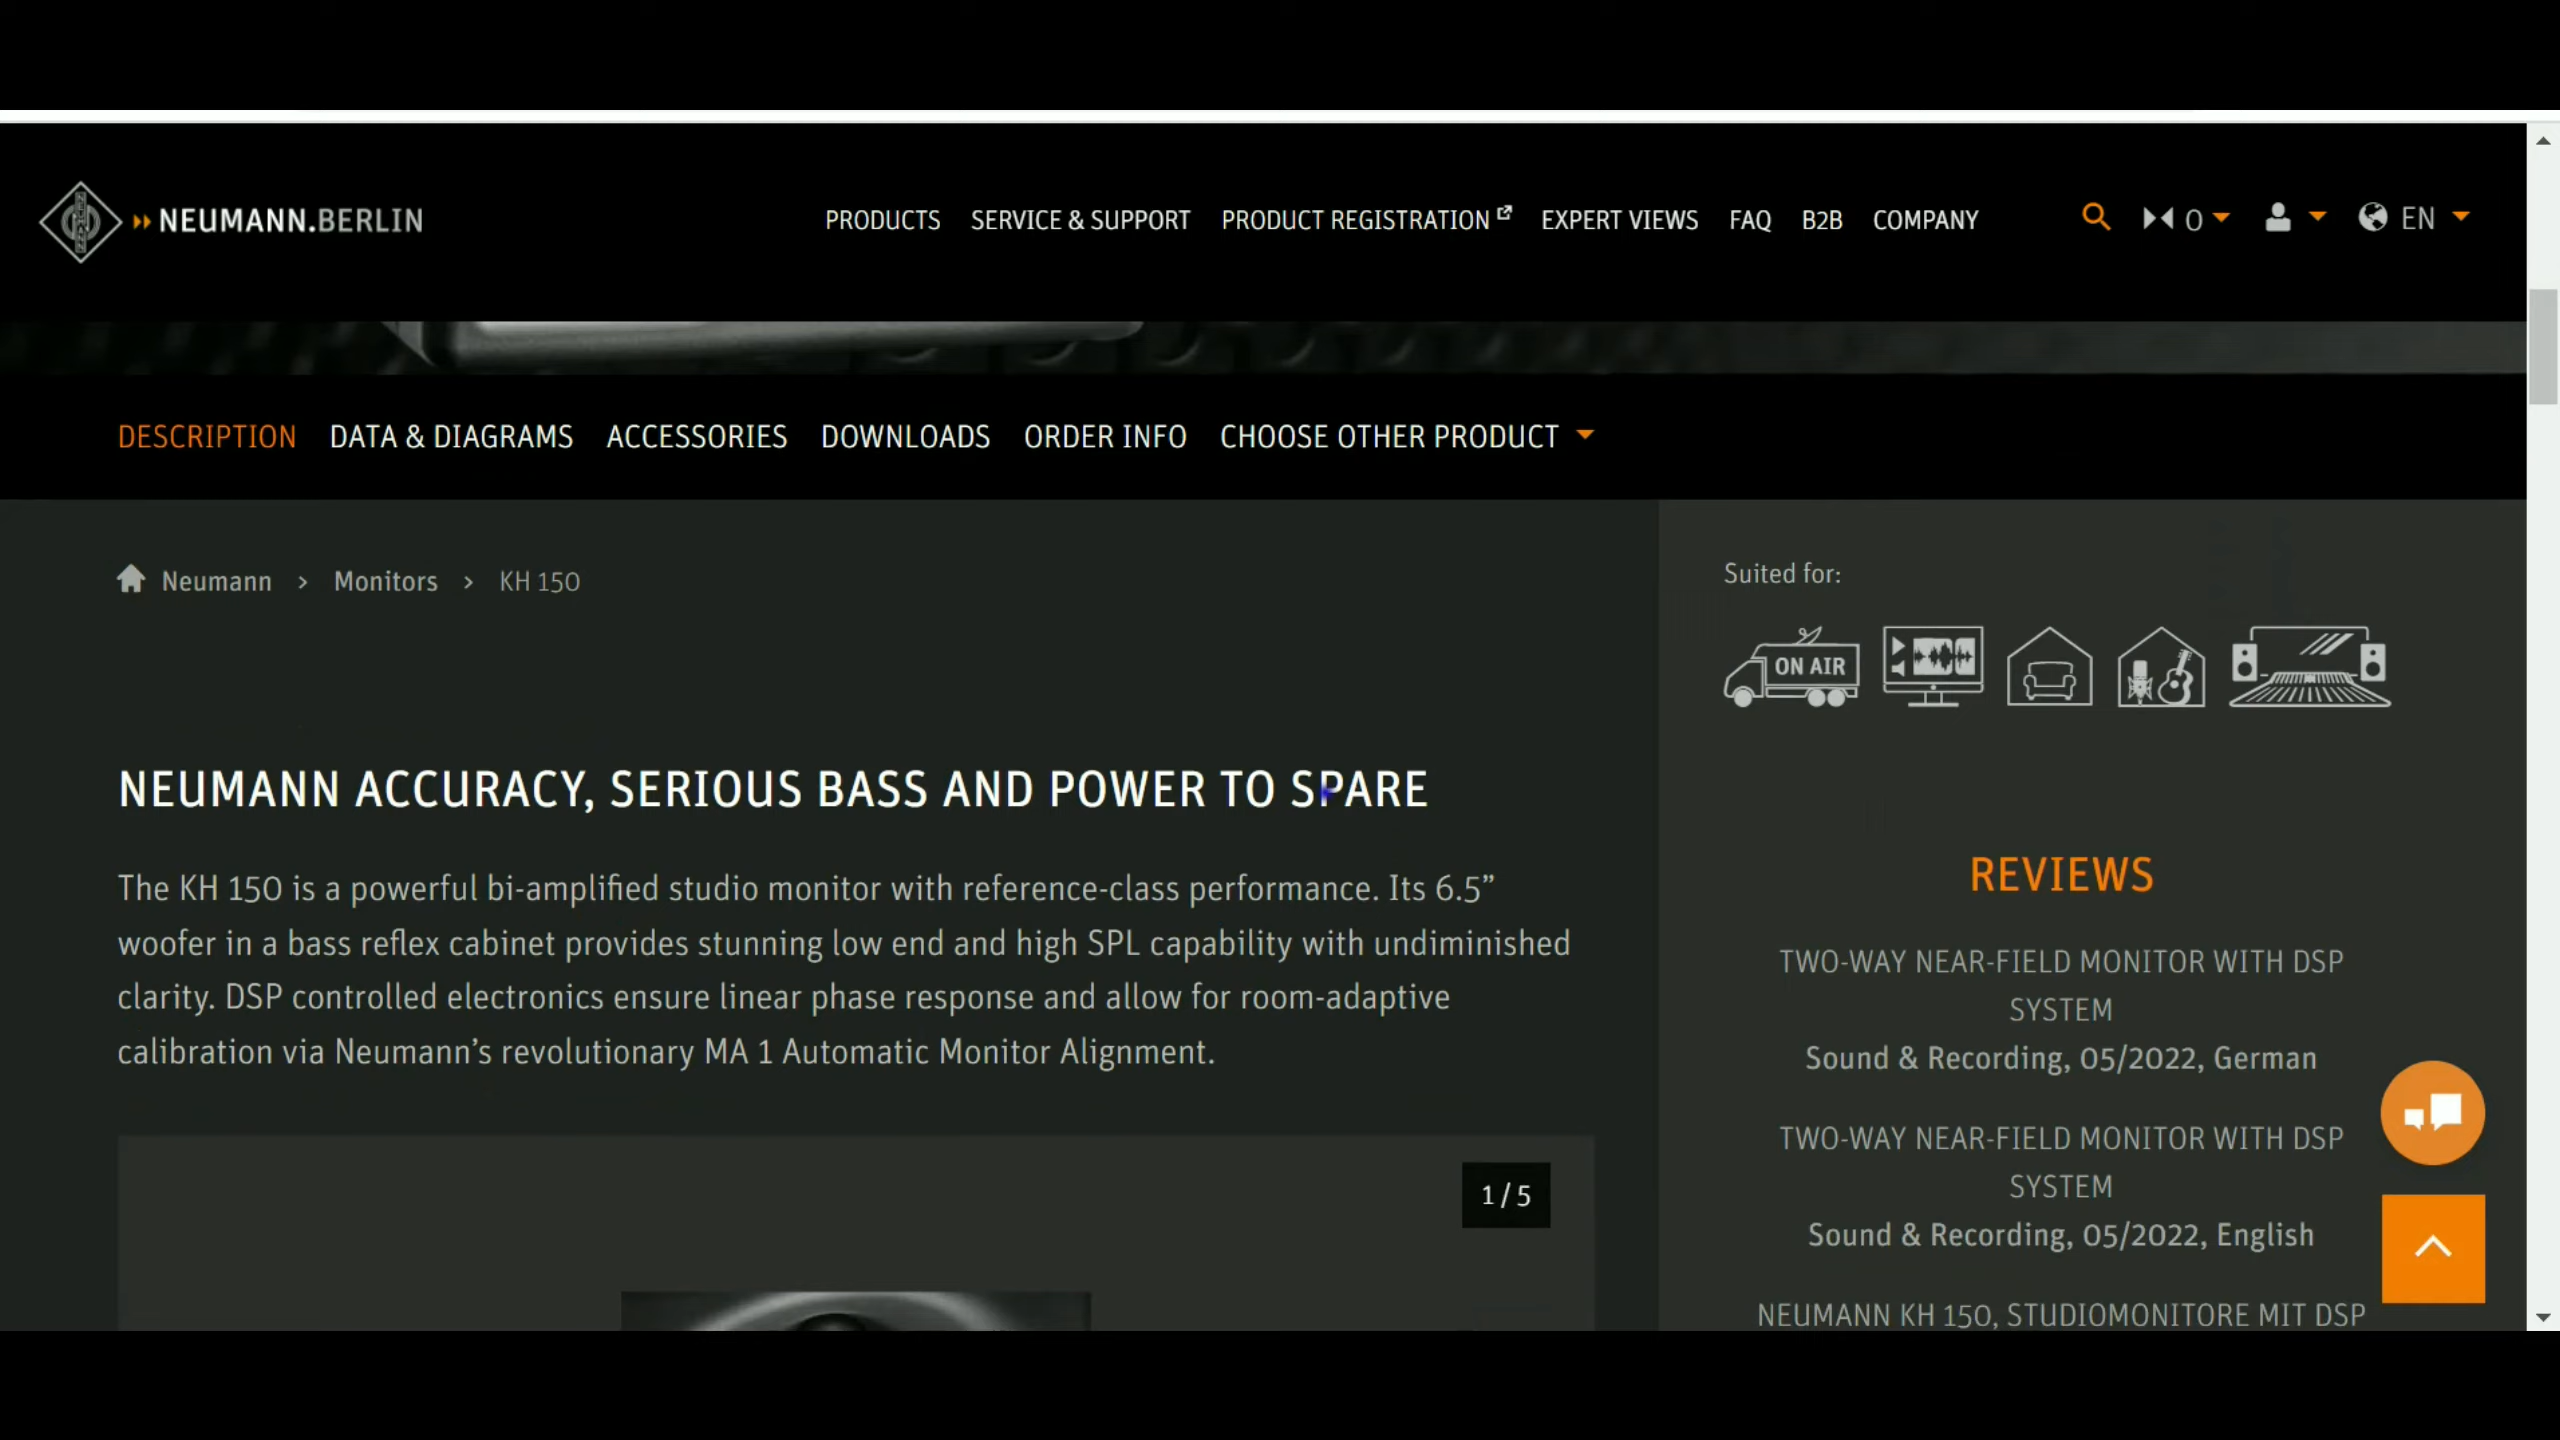 NEUMANN.BERLIN
PRODUCTS SERVICE & SUPPORT PRODUCT REGISTRATION EXPERT VIEWS FAQ B2B COMPANY 0 EN
DESCRIPTION DATA & DIAGRAMS ACCESSORIES DOWNLOADS ORDER INFO CHOOSE OTHER PRODUCT
Neumann > Monitors > KH 150
NEUMANN ACCURACY, SERIOUS BASS AND POWER TO SPARE
The KH 150 is a powerful bi-amplified studio monitor with reference-class performance. Its 6.5”
woofer in a bass reflex cabinet provides stunning low end and high SPL capability with undiminished
clarity. DSP controlled electronics ensure linear phase response and allow for room-adaptive
calibration via Neumann’s revolutionary MA 1 Automatic Monitor Alignment.
1 / 5
Suited for:
ON AIR
REVIEWS
TWO-WAY NEAR-FIELD MONITOR WITH DSP
SYSTEM
Sound & Recording, 05/2022, German
TWO-WAY NEAR-FIELD MONITOR WITH DSP
SYSTEM
Sound & Recording, 05/2022, English
NEUMANN KH 150, STUDIOMONITORE MIT DSP